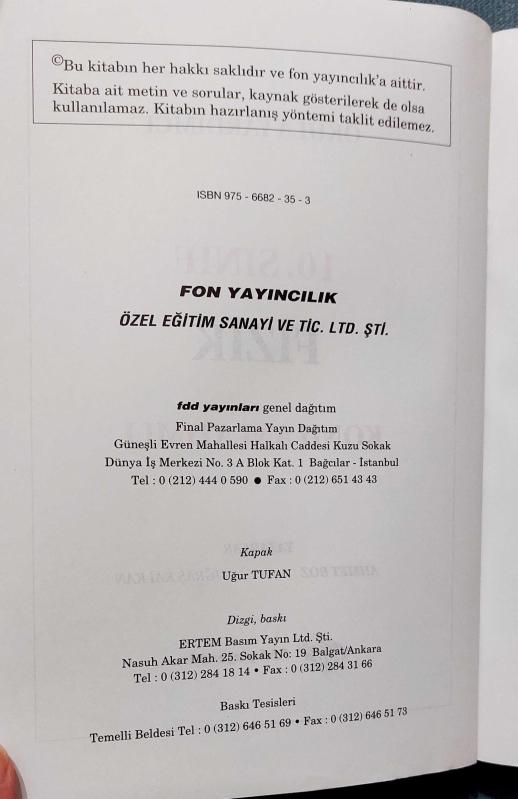 ©Bu kitabın her hakkı saklıdır ve fon yayıncılık'a aittir.
Kitaba ait metin ve sorular, kaynak gösterilerek de olsa
kullanılamaz. Kitabın hazırlanış yöntemi taklit edilemez.
ISBN 975 - 6682 - 35 - 3
FON YAYINCILIK
ÖZEL EĞİTİM SANAYİ VE TİC. LTD. ŞTİ.
fdd yayınları genel dağıtım
Final Pazarlama Yayın Dağıtım
Güneşli Evren Mahallesi Halkalı Caddesi Kuzu Sokak
Dünya İş Merkezi No. 3 A Blok Kat. 1 Bağcılar - İstanbul
Tel : 0 (212) 444 0 590 ● Fax : 0 (212) 651 43 43
Kapak
Uğur TUFAN
Dizgi, baskı
ERTEM Basım Yayın Ltd. Şti.
Nasuh Akar Mah. 25. Sokak No: 19 Balgat/Ankara
Tel : 0 (312) 284 18 14 • Fax : 0 (312) 284 31 66
Baskı Tesisleri
Temelli Beldesi Tel : 0 (312) 646 51 69 • Fax : 0 (312) 646 51 73